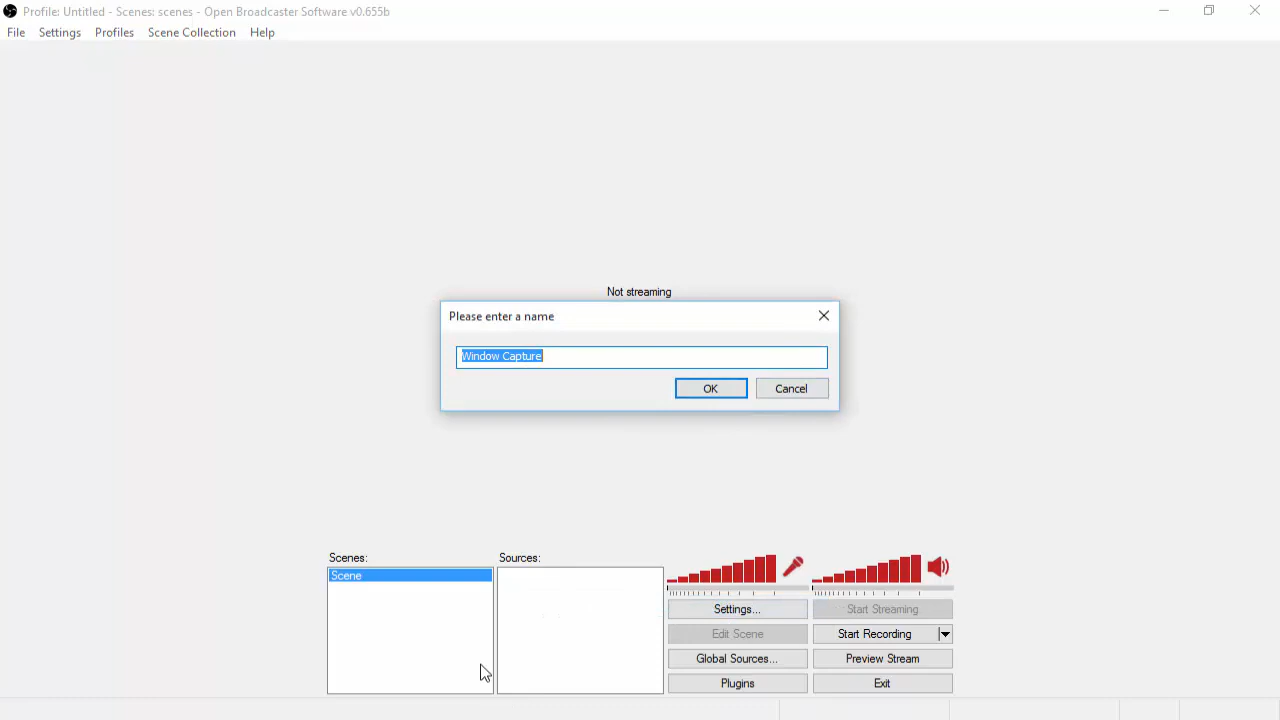 Profile: Untitled - Scenes: scenes - Open Broadcaster Software v0.655b
File Settings Profiles Scene Collection Help
Not streaming
Please enter a name
Window Capture
OK Cancel
Scenes: Sources:
Scene
Settings... Start Streaming
Edit Scene Start Recording
Global Sources... Preview Stream
Plugins Exit